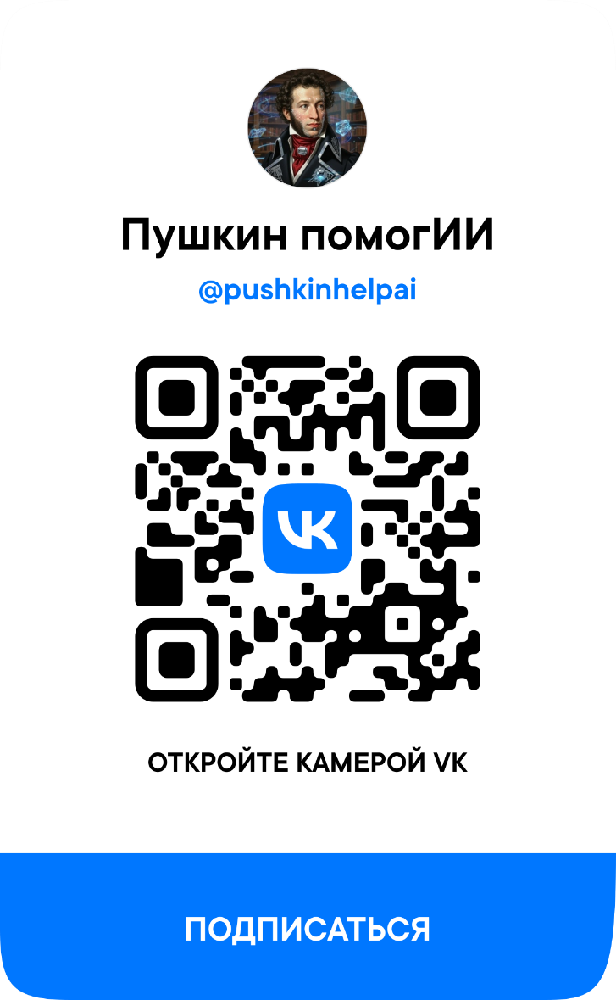 Пушкин помогИИ
@pushkinhelpai
VK
ОТКРОЙТЕ КАМЕРОЙ VK
ПОДПИСАТЬСЯ